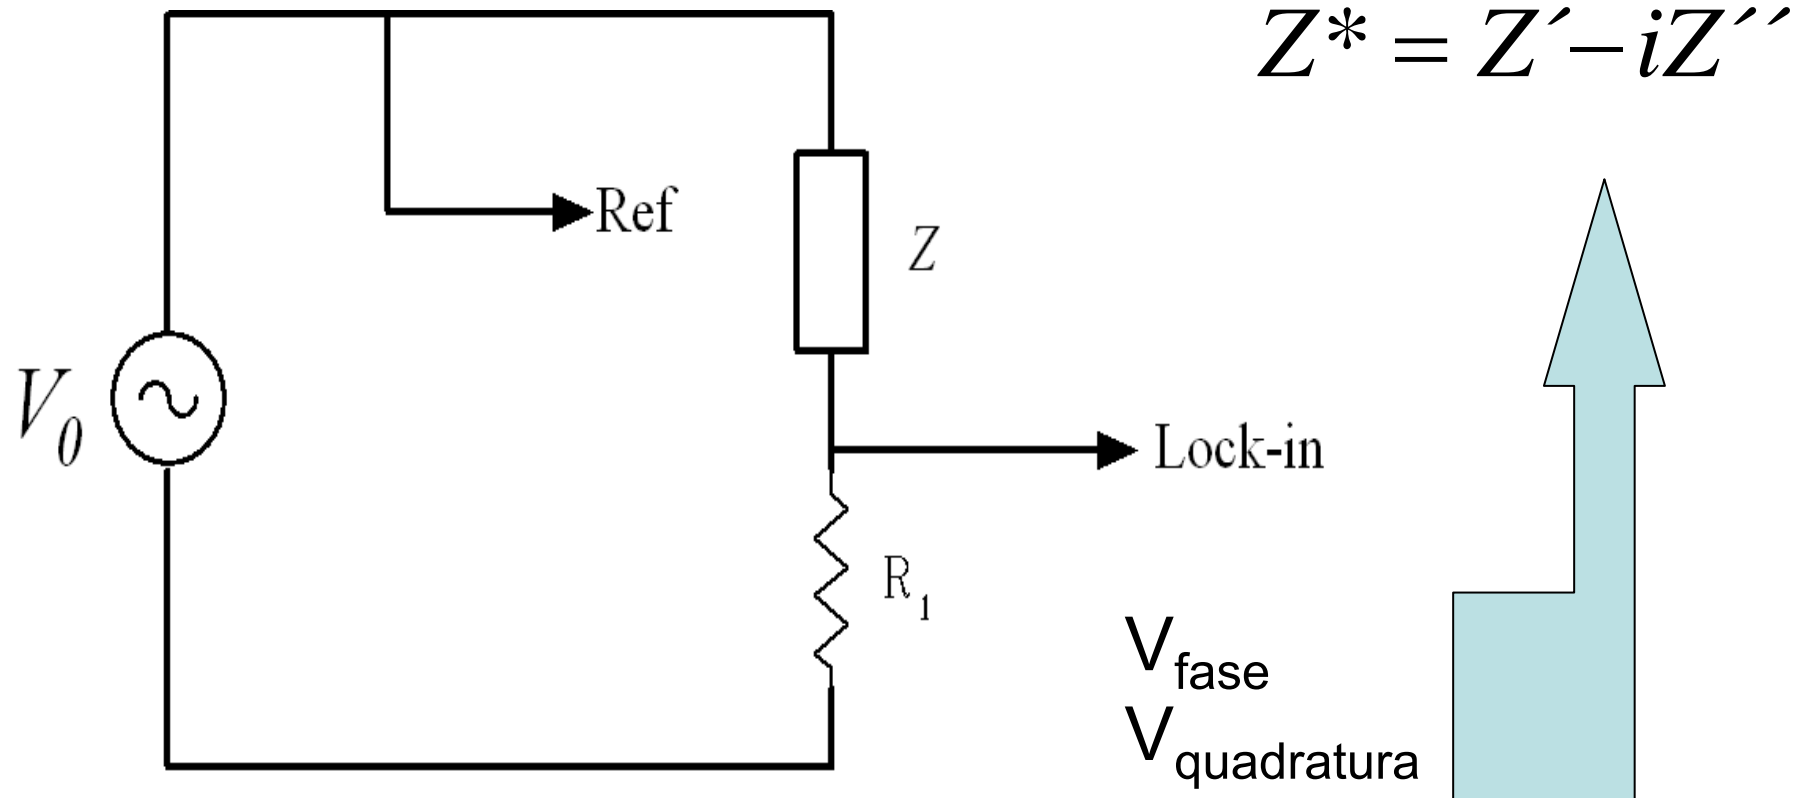 Z* = Z′−iZ′′
Ref
Z
V0
Lock-in
R1
Vfase
Vquadratura